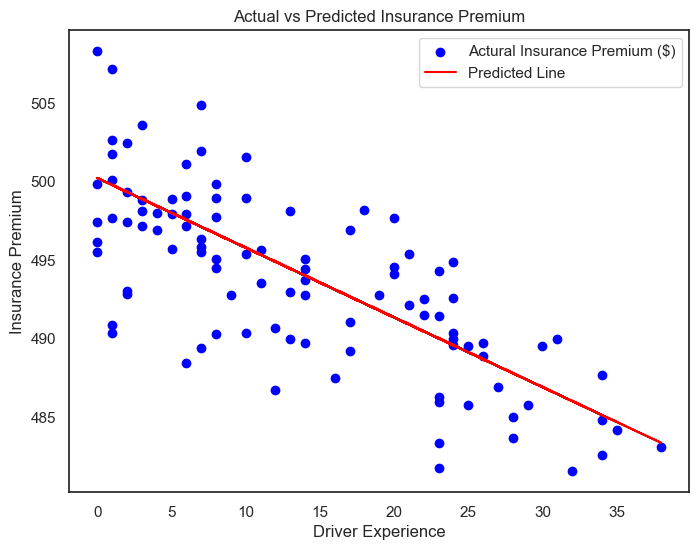 Actual vs Predicted Insurance Premium
Actural Insurance Premium ($)
Predicted Line
505
500
495
490
485
Insurance Premium
0 5 10 15 20 25 30 35
Driver Experience